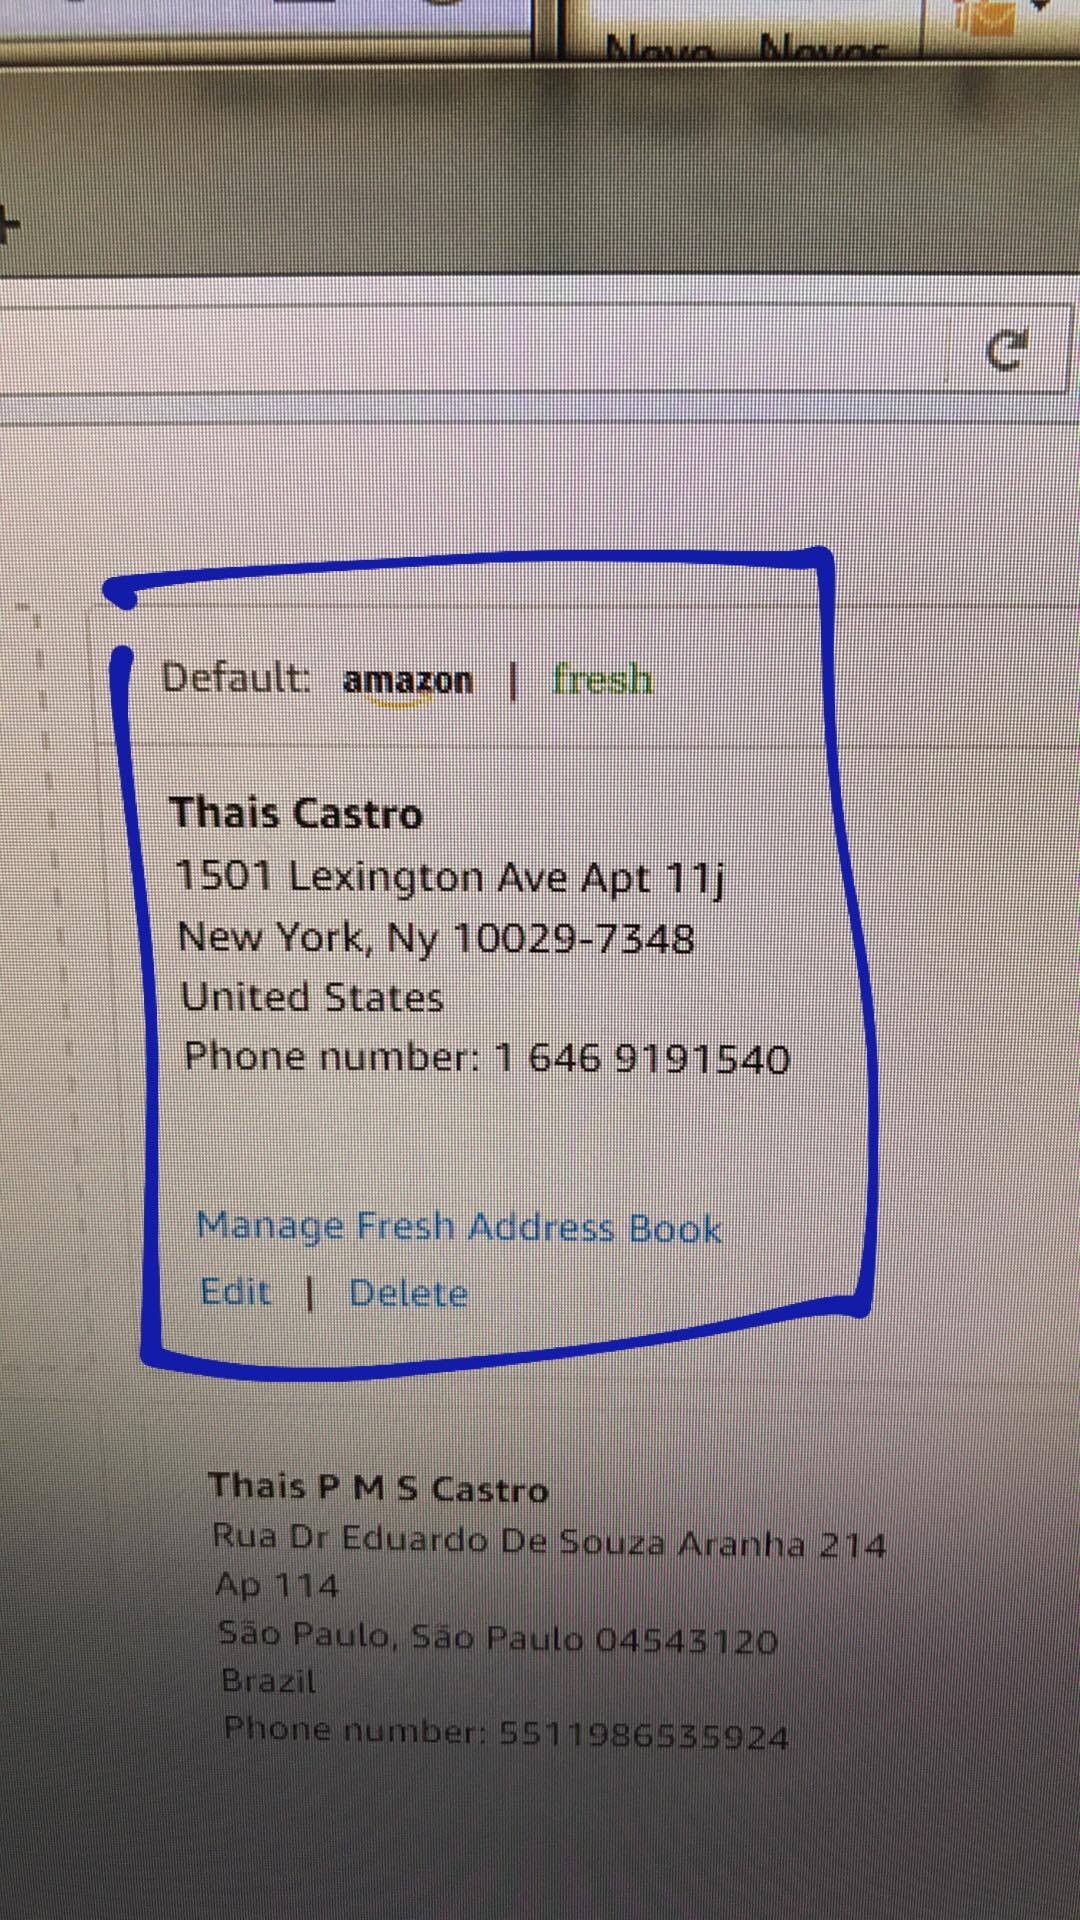 Default: amazon | fresh
Thais Castro
1501 Lexington Ave Apt 11j
New York, Ny 10029-7348
United States
Phone number: 1 646 9191540
Manage Fresh Address Book
Edit | Delete
Thais P M S Castro
Rua Dr Eduardo De Souza Aranha 214
Ap 114
São Paulo, São Paulo 04543120
Brazil
Phone number: 5511986535924